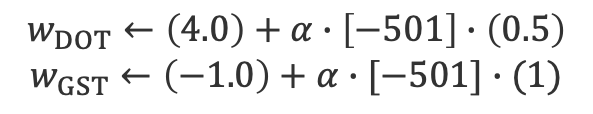 w_DOT ← (4.0) + α · [−501] · (0.5)
w_GST ← (−1.0) + α · [−501] · (1)